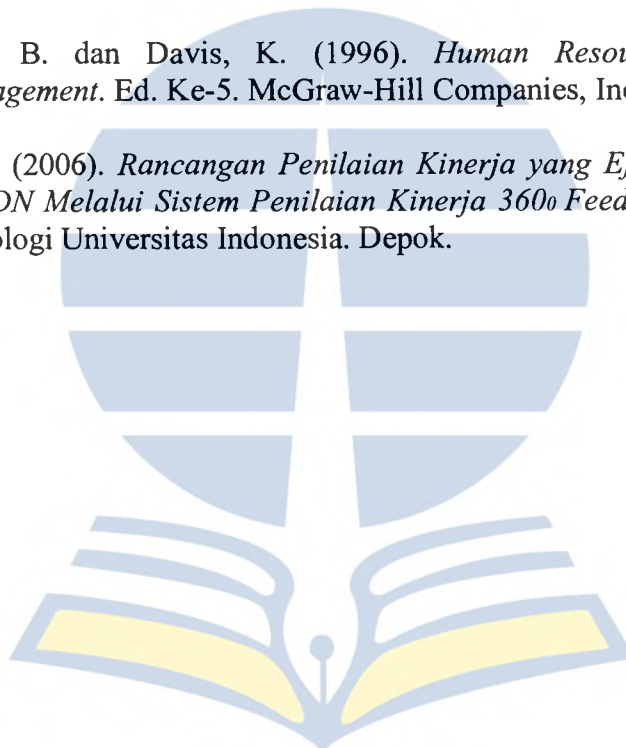 B. dan Davis, K. (1996). Human Resou
agement. Ed. Ke-5. McGraw-Hill Companies, Inc
(2006). Rancangan Penilaian Kinerja yang Ef
ON Melalui Sistem Penilaian Kinerja 360o Feed
ologi Universitas Indonesia. Depok.